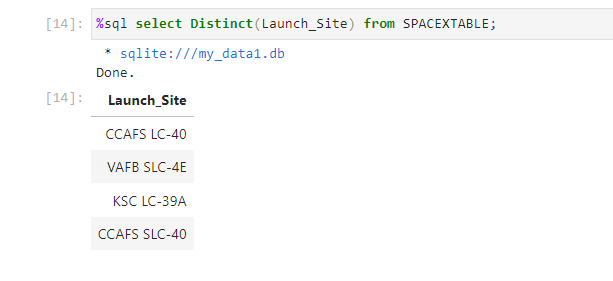 [14]: %sql select Distinct(Launch_Site) from SPACEXTABLE;
* sqlite:///my_data1.db
Done.
[14]: Launch_Site
CCAFS LC-40
VAFB SLC-4E
KSC LC-39A
CCAFS SLC-40